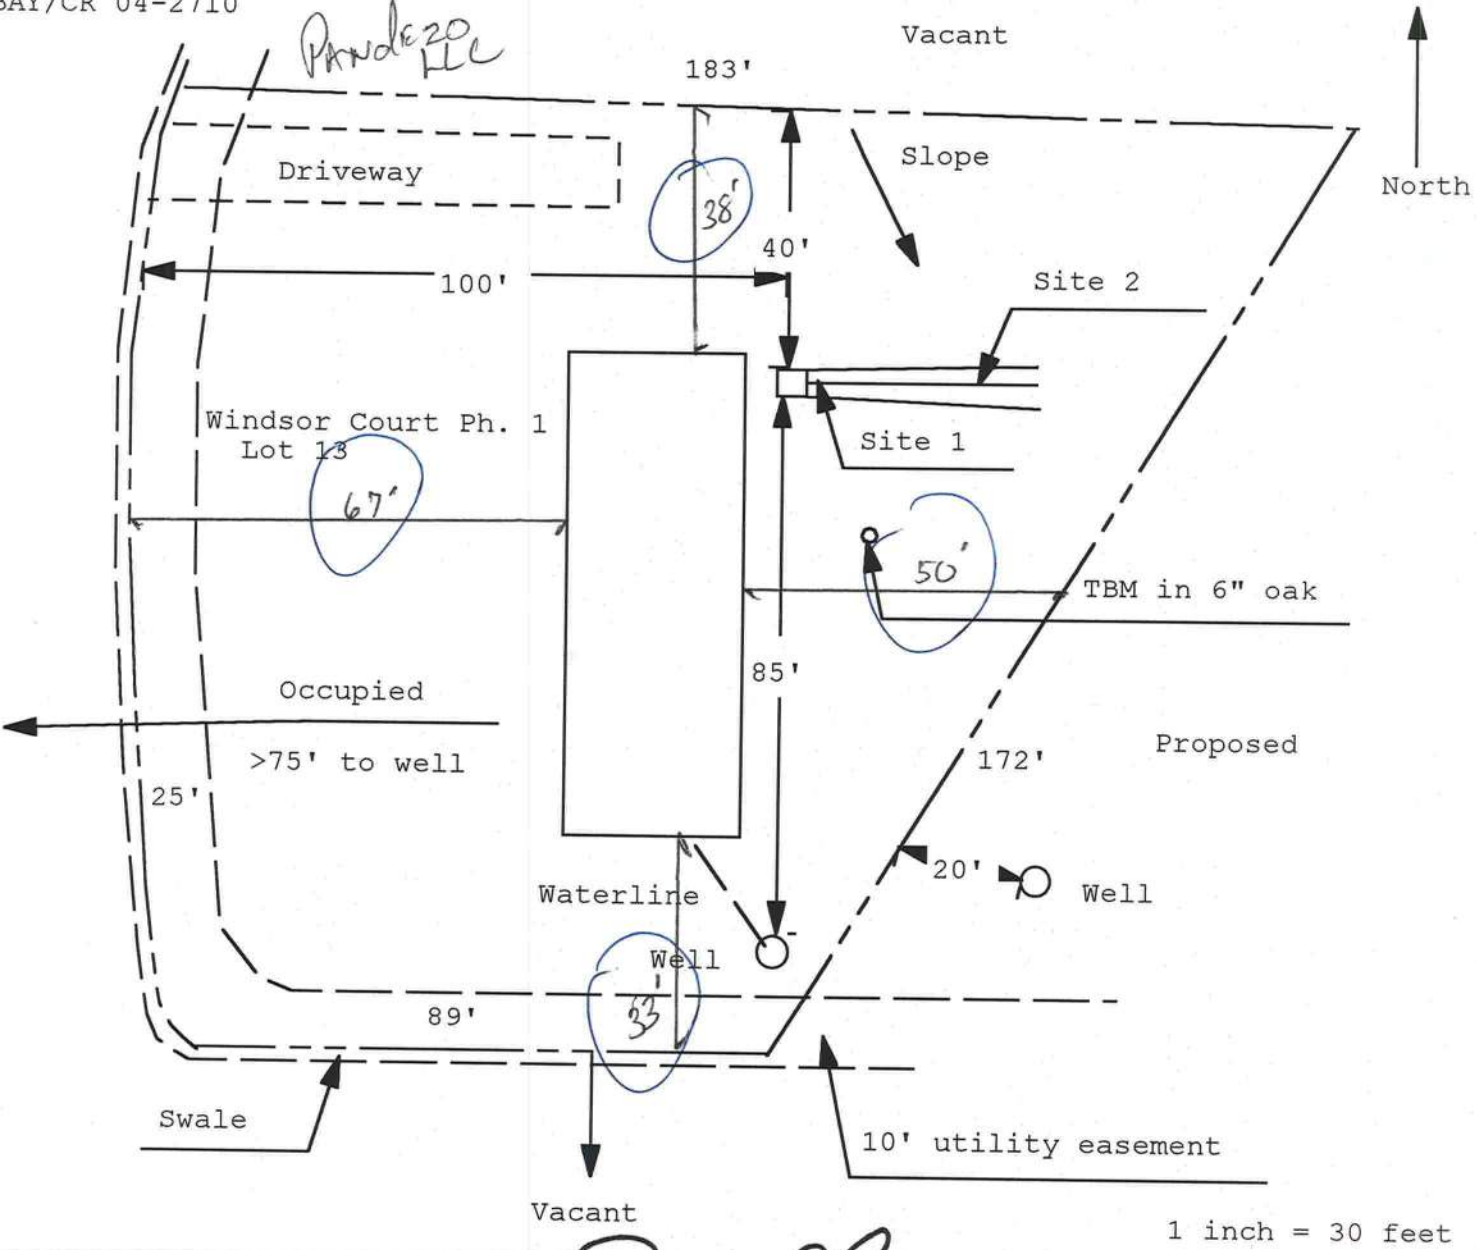 BAY/CR 04-2710
PANdEZO
LLC
Vacant
183'
Driveway
Slope
North
38'
40'
100'
Site 2
Windsor Court Ph. 1
Lot 13
Site 1
67'
50'
TBM in 6" oak
85'
Occupied
>75' to well
Proposed
172'
25'
20'
Well
Waterline
Well
33'
89'
Swale
10' utility easement
Vacant
1 inch = 30 feet